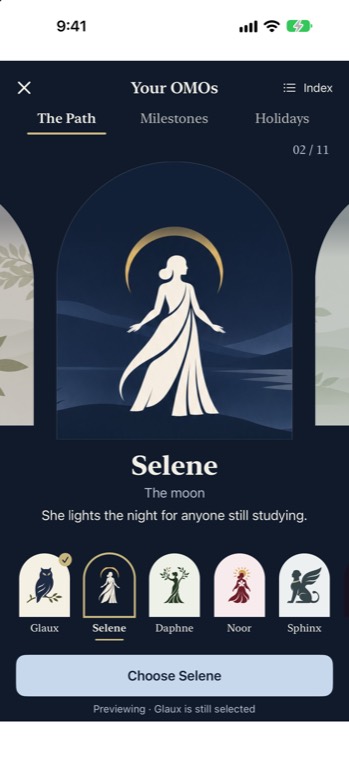 9:41
Your OMOs
Index
The Path
Milestones
Holidays
02 / 11
Selene
The moon
She lights the night for anyone still studying.
Glaux
Selene
Daphne
Noor
Sphinx
Choose Selene
Previewing · Glaux is still selected